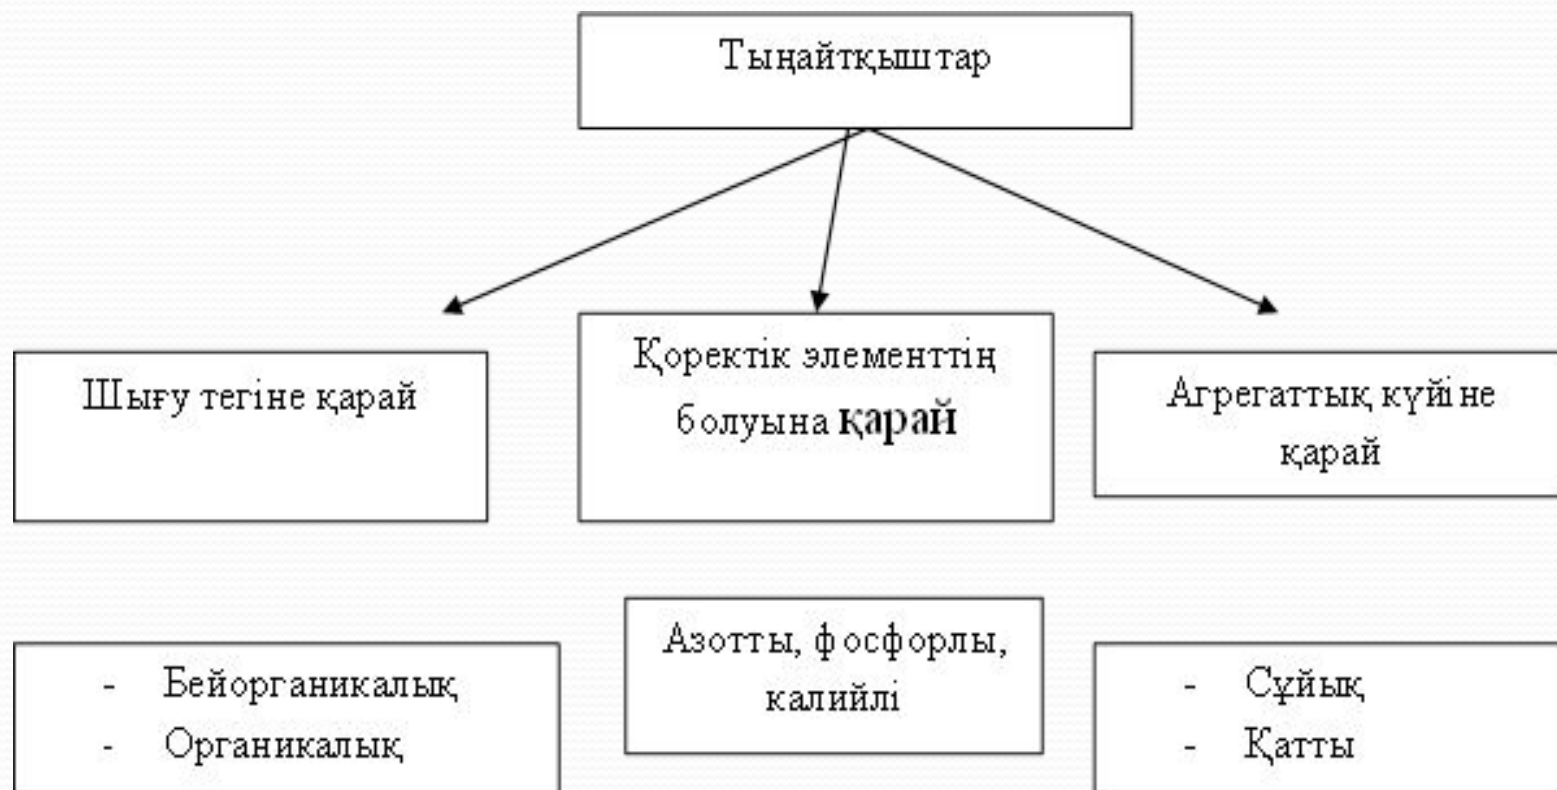 Тыңайтқыштар
Шығу тегіне қарай
Қоректік элементтің
болуына қарай
Агрегаттық күйіне
қарай
- Бейорганикалық
- Органикалық
Азотты, фосфорлы,
калийлі
- Сұйық
- Қатты